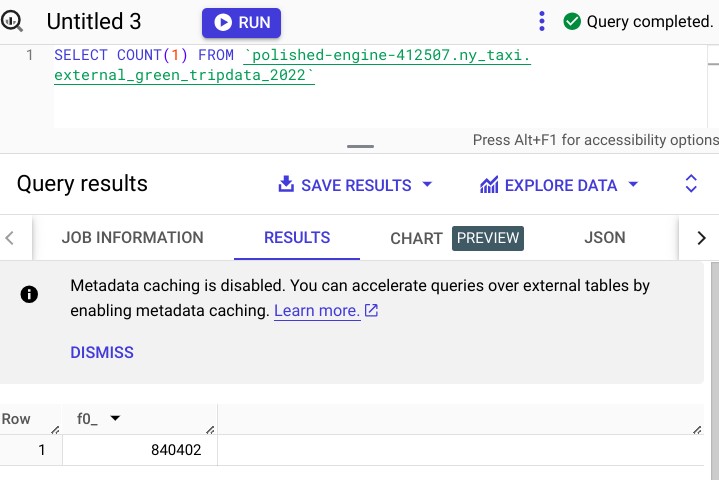 Untitled 3
RUN
Query completed.
1
SELECT COUNT(1) FROM `polished-engine-412507.ny_taxi.
external_green_tripdata_2022`
Press Alt+F1 for accessibility options
Query results
SAVE RESULTS
EXPLORE DATA
JOB INFORMATION
RESULTS
CHART PREVIEW
JSON
Metadata caching is disabled. You can accelerate queries over external tables by
enabling metadata caching. Learn more.
DISMISS
Row f0_
1 840402